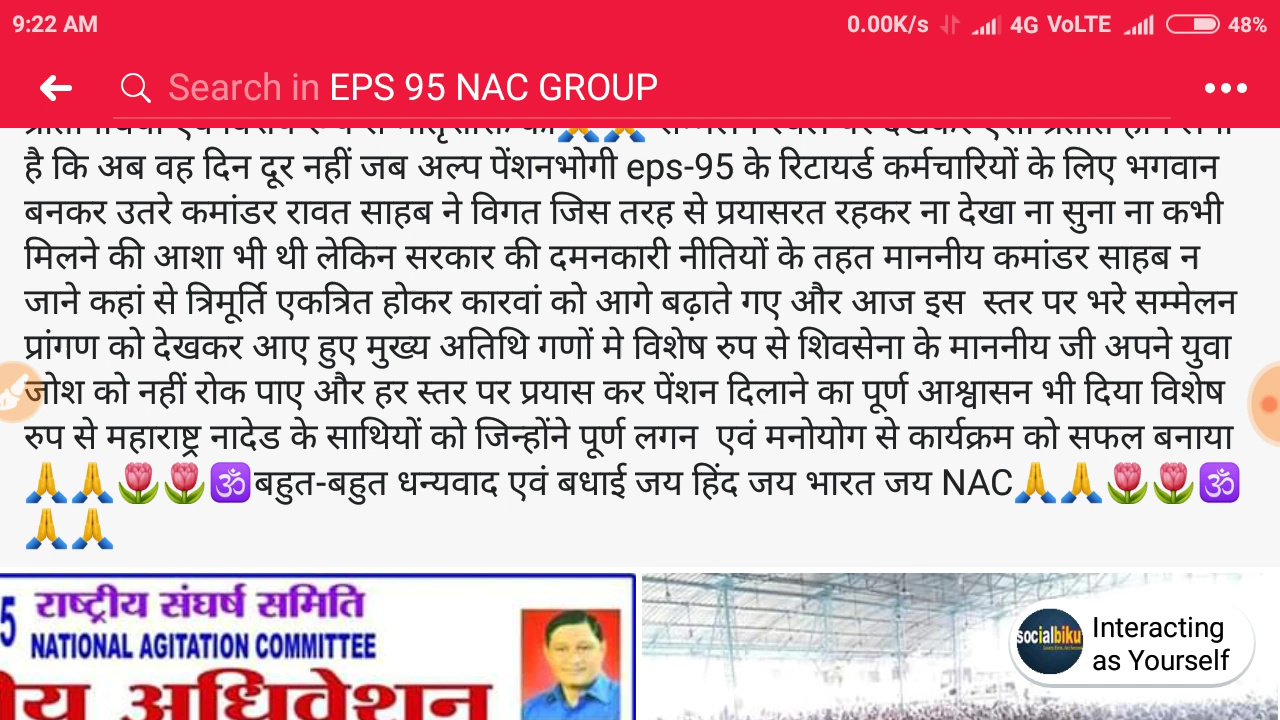 9:22 AM 0.00K/s 4G VoLTE 48%
Search in EPS 95 NAC GROUP
है कि अब वह दिन दूर नहीं जब अल्प पेंशनभोगी eps-95 के रिटायर्ड कर्मचारियों के लिए भगवान
बनकर उतरे कमांडर रावत साहब ने विगत जिस तरह से प्रयासरत रहकर ना देखा ना सुना ना कभी
मिलने की आशा भी थी लेकिन सरकार की दमनकारी नीतियों के तहत माननीय कमांडर साहब न
जाने कहां से त्रिमूर्ति एकत्रित होकर कारवां को आगे बढ़ाते गए और आज इस स्तर पर भरे सम्मेलन
प्रांगण को देखकर आए हुए मुख्य अतिथि गणों मे विशेष रुप से शिवसेना के माननीय जी अपने युवा
जोश को नहीं रोक पाए और हर स्तर पर प्रयास कर पेंशन दिलाने का पूर्ण आश्वासन भी दिया विशेष
रुप से महाराष्ट्र नादेड के साथियों को जिन्होंने पूर्ण लगन एवं मनोयोग से कार्यक्रम को सफल बनाया
🙏🙏🌷🌷🕉बहुत-बहुत धन्यवाद एवं बधाई जय हिंद जय भारत जय NAC🙏🙏🌷🌷🕉
🙏🙏
5 राष्ट्रीय संघर्ष समिति
NATIONAL AGITATION COMMITTEE
अधिवेशन
socialbiku
Interacting
as Yourself